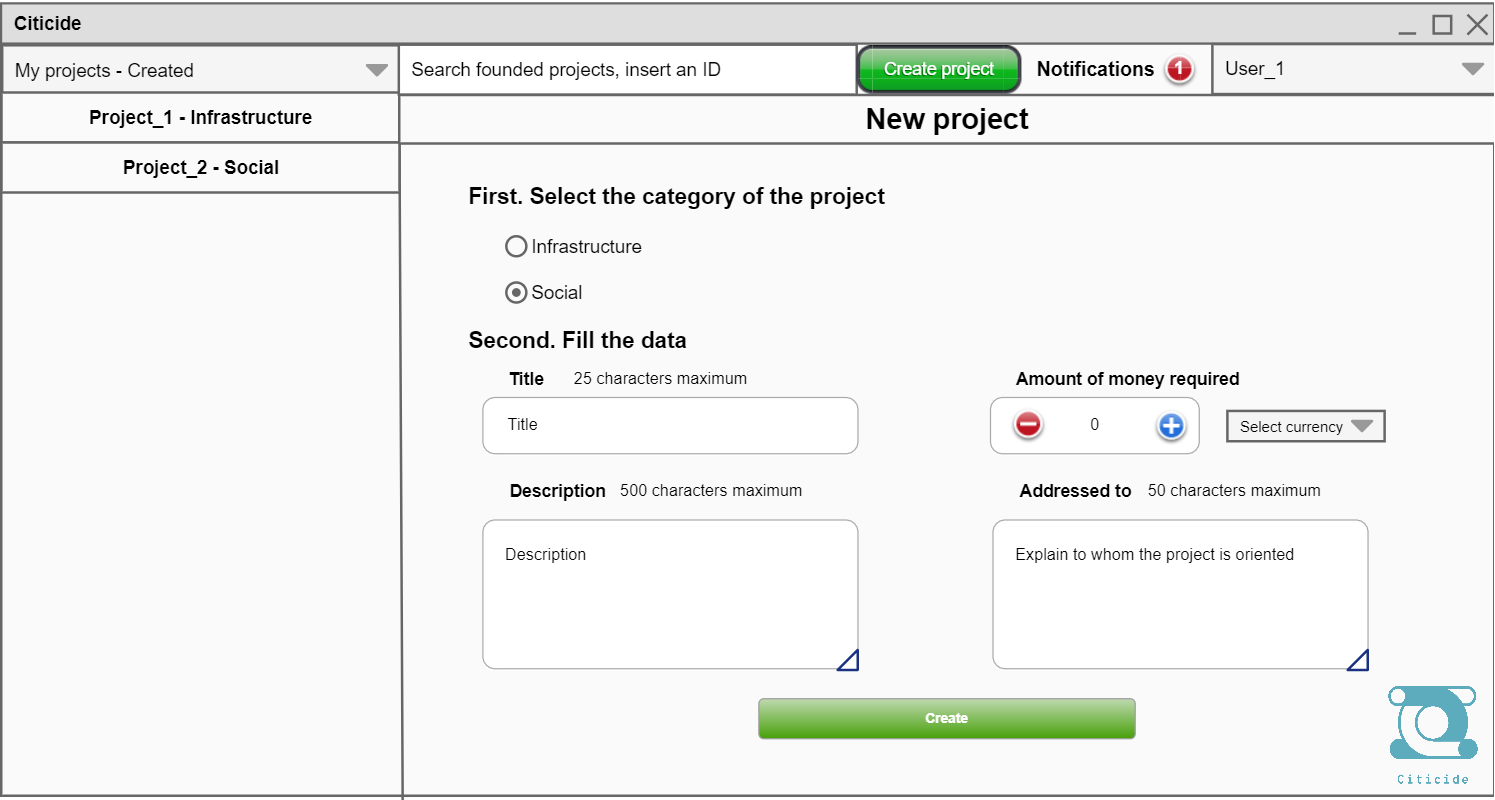 Citicide
My projects - Created
Search founded projects, insert an ID
Create project
Notifications 1
User_1
Project_1 - Infrastructure
Project_2 - Social
New project
First. Select the category of the project
Infrastructure
Social
Second. Fill the data
Title 25 characters maximum
Title
Amount of money required
0
Select currency
Description 500 characters maximum
Description
Addressed to 50 characters maximum
Explain to whom the project is oriented
Create
Citicide